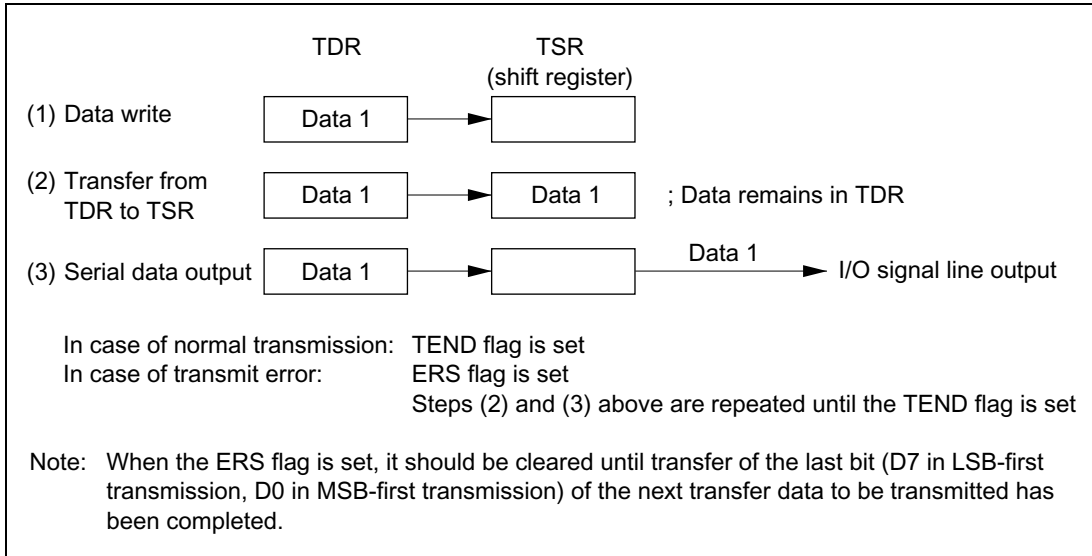 TDR TSR
(shift register)
(1) Data write Data 1
(2) Transfer from
TDR to TSR Data 1 Data 1 ; Data remains in TDR
(3) Serial data output Data 1 Data 1 I/O signal line output
In case of normal transmission: TEND flag is set
In case of transmit error: ERS flag is set
Steps (2) and (3) above are repeated until the TEND flag is set
Note: When the ERS flag is set, it should be cleared until transfer of the last bit (D7 in LSB-first
transmission, D0 in MSB-first transmission) of the next transfer data to be transmitted has
been completed.